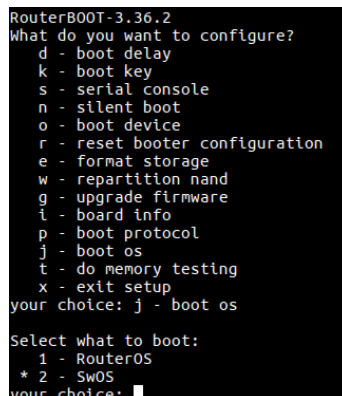 RouterBOOT-3.36.2
What do you want to configure?
d - boot delay
k - boot key
s - serial console
n - silent boot
o - boot device
r - reset booter configuration
e - format storage
w - repartition nand
g - upgrade firmware
i - board info
p - boot protocol
j - boot os
t - do memory testing
x - exit setup
your choice: j - boot os
Select what to boot:
1 - RouterOS
* 2 - SwOS
your choice: